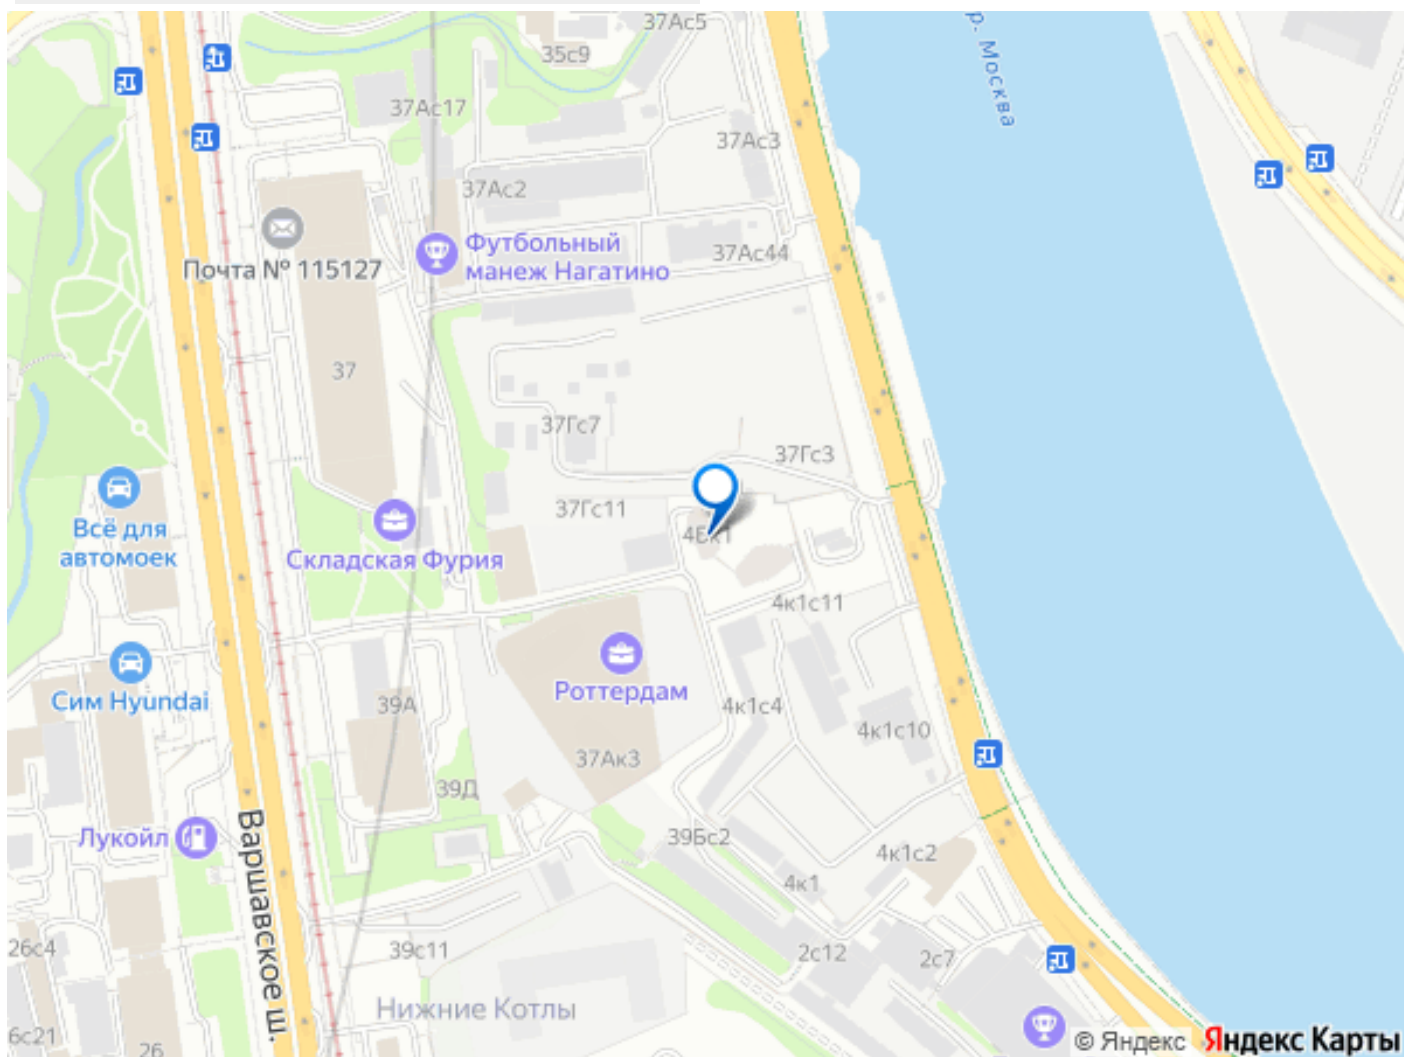 37Ас5
35с9
р. Москва
37Ас17
37Ас3
37Ас2
Футбольный
манеж Нагатино
37Ас44
Почта № 115127
37
37Гс7
37Гс3
37Гс11
Всё для
автомоек
Складская Фурия
4Бк1
4к1с11
Роттердам
Сим Hyundai
39А
4к1с4
4к1с10
37Ак3
39Д
Лукойл
Варшавское ш.
39Бс2
4к1с2
4к1
26с4
39с11
2с12
2с7
Нижние Котлы
6с21
26
© Яндекс Яндекс Карты